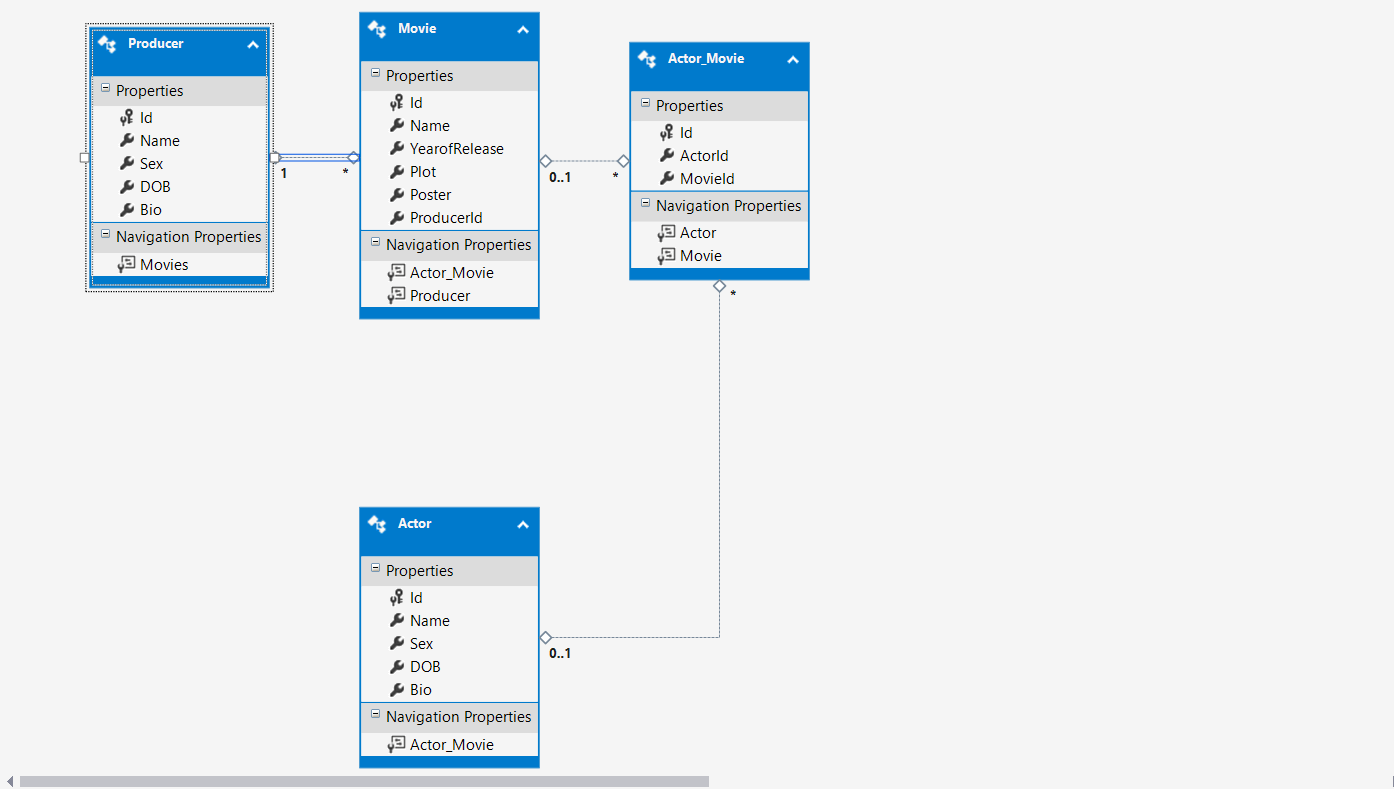 Producer
Properties
Id
Name
Sex
DOB
Bio
Navigation Properties
Movies
1
*
Movie
Properties
Id
Name
YearofRelease
Plot
Poster
ProducerId
Navigation Properties
Actor_Movie
Producer
0..1
*
Actor_Movie
Properties
Id
ActorId
MovieId
Navigation Properties
Actor
Movie
*
Actor
Properties
Id
Name
Sex
DOB
Bio
Navigation Properties
Actor_Movie
0..1